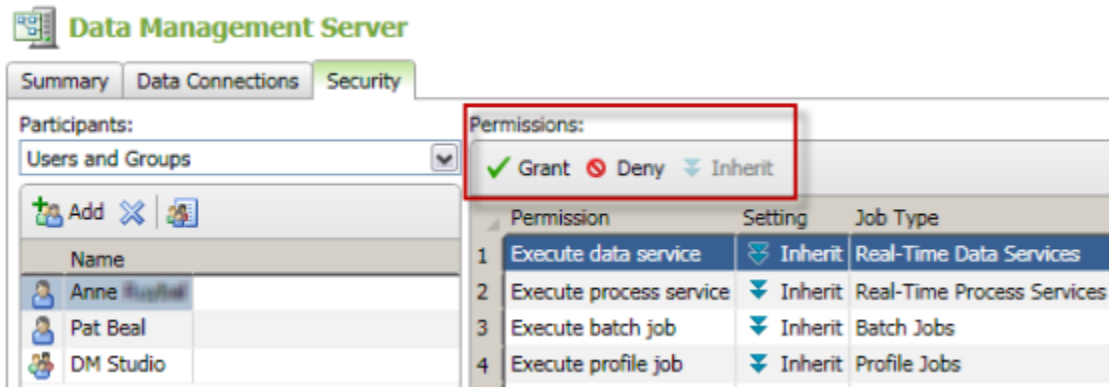 Data Management Server
Summary Data Connections Security
Participants:
Users and Groups
Add
Name
Anne
Pat Beal
DM Studio
Permissions:
Grant Deny Inherit
Permission Setting Job Type
1 Execute data service Inherit Real-Time Data Services
2 Execute process service Inherit Real-Time Process Services
3 Execute batch job Inherit Batch Jobs
4 Execute profile job Inherit Profile Jobs